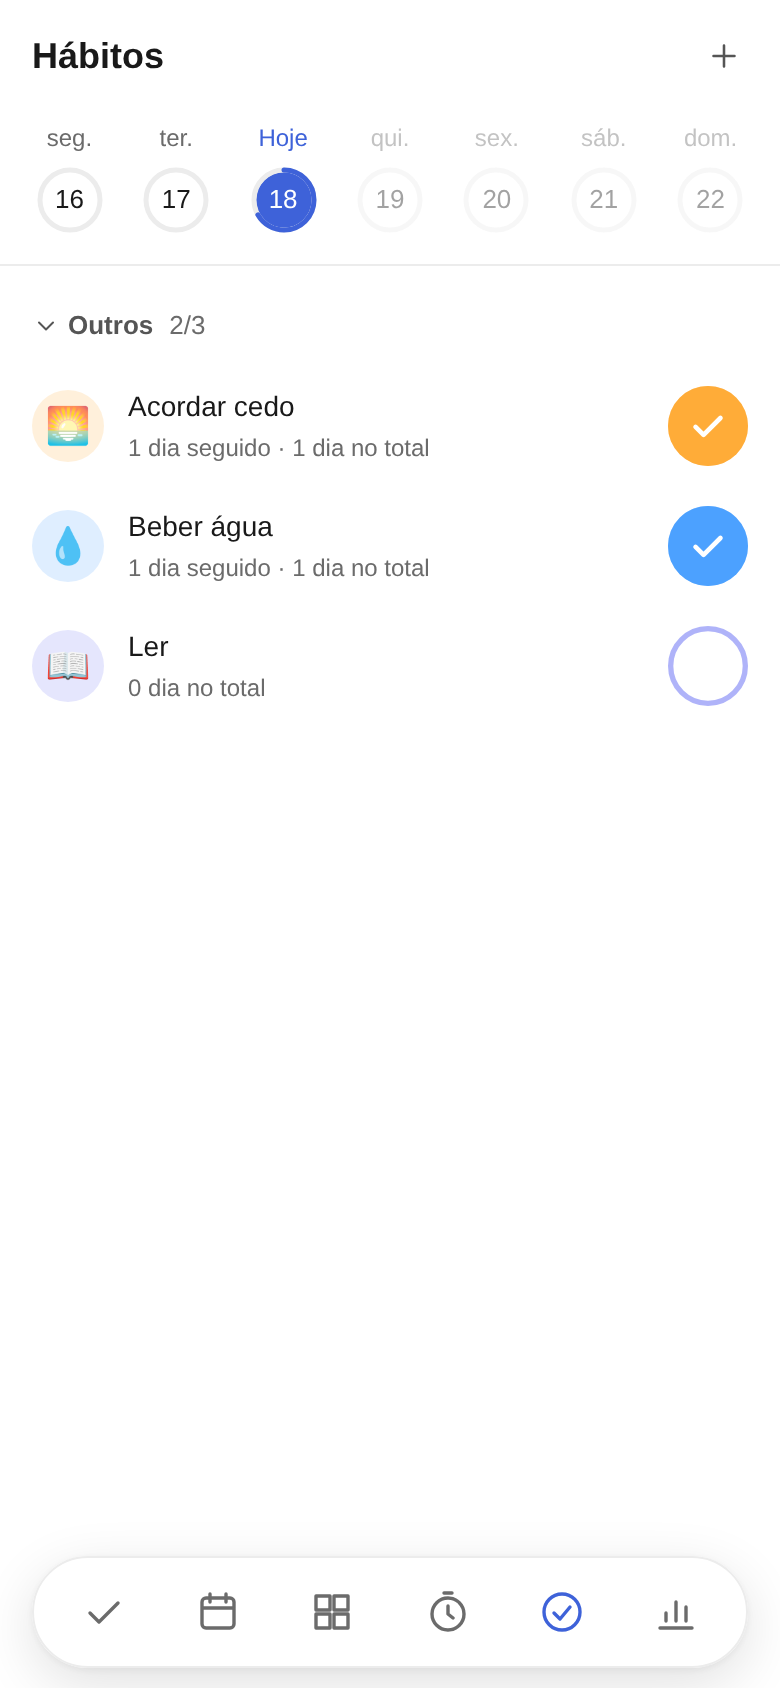 Hábitos
seg. ter. Hoje qui. sex. sáb. dom.
16 17 18 19 20 21 22
Outros 2/3
Acordar cedo
1 dia seguido · 1 dia no total
Beber água
1 dia seguido · 1 dia no total
Ler
0 dia no total